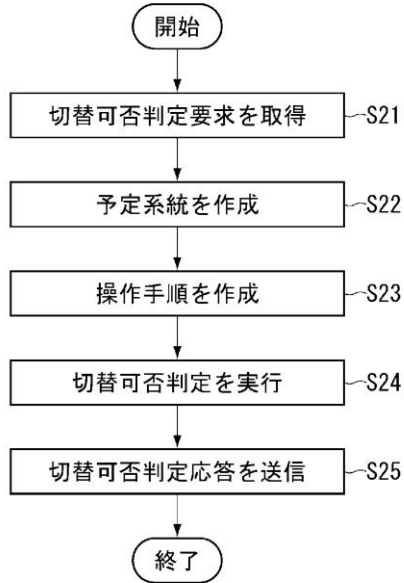 開始
切替可否判定要求を取得 S21
予定系統を作成 S22
操作手順を作成 S23
切替可否判定を実行 S24
切替可否判定応答を送信 S25
終了